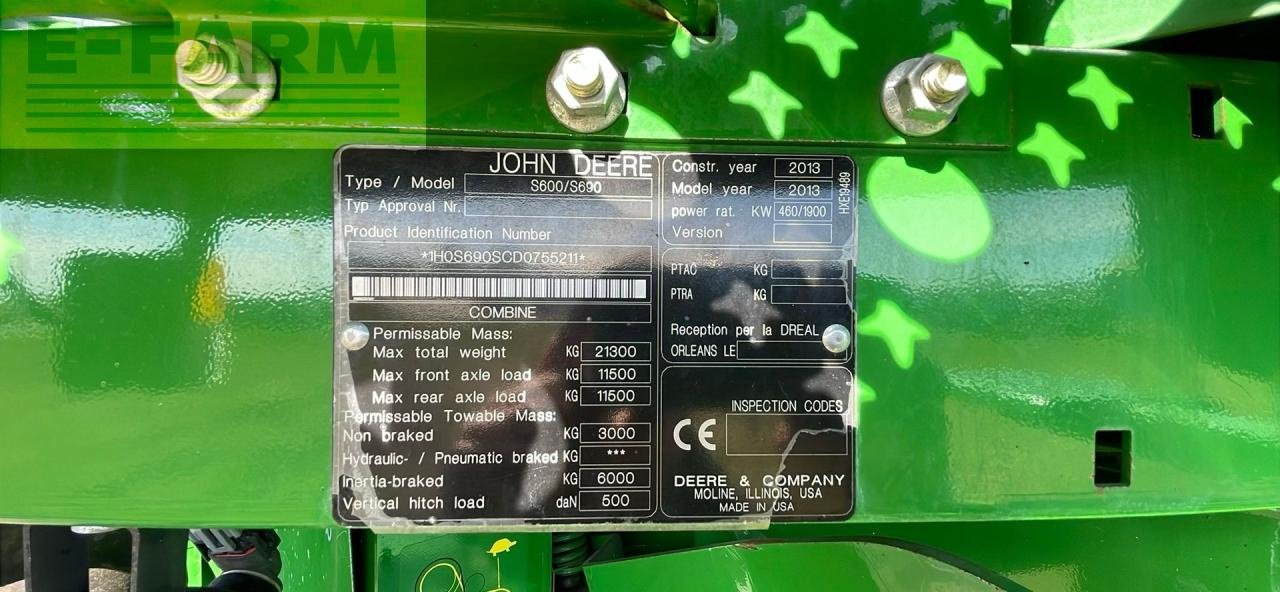 E-FARM
JOHN DEERE
Type / Model S600/S690
Typ Approval Nr.
Product Identification Number
*1H0S690SCD0755211*
COMBINE
Permissable Mass:
Max total weight KG 21300
Max front axle load KG 11500
Max rear axle load KG 11500
Permissable Towable Mass:
Non braked KG 3000
Hydraulic- / Pneumatic braked KG ***
Inertia-braked KG 6000
Vertical hitch load daN 500
Constr. year 2013
Model year 2013
power rat. KW 460/1900
Version
HXE19489
PTAC KG
PTRA KG
Reception per la DREAL
ORLEANS LE
INSPECTION CODES
CE
DEERE & COMPANY
MOLINE, ILLINOIS, USA
MADE IN USA